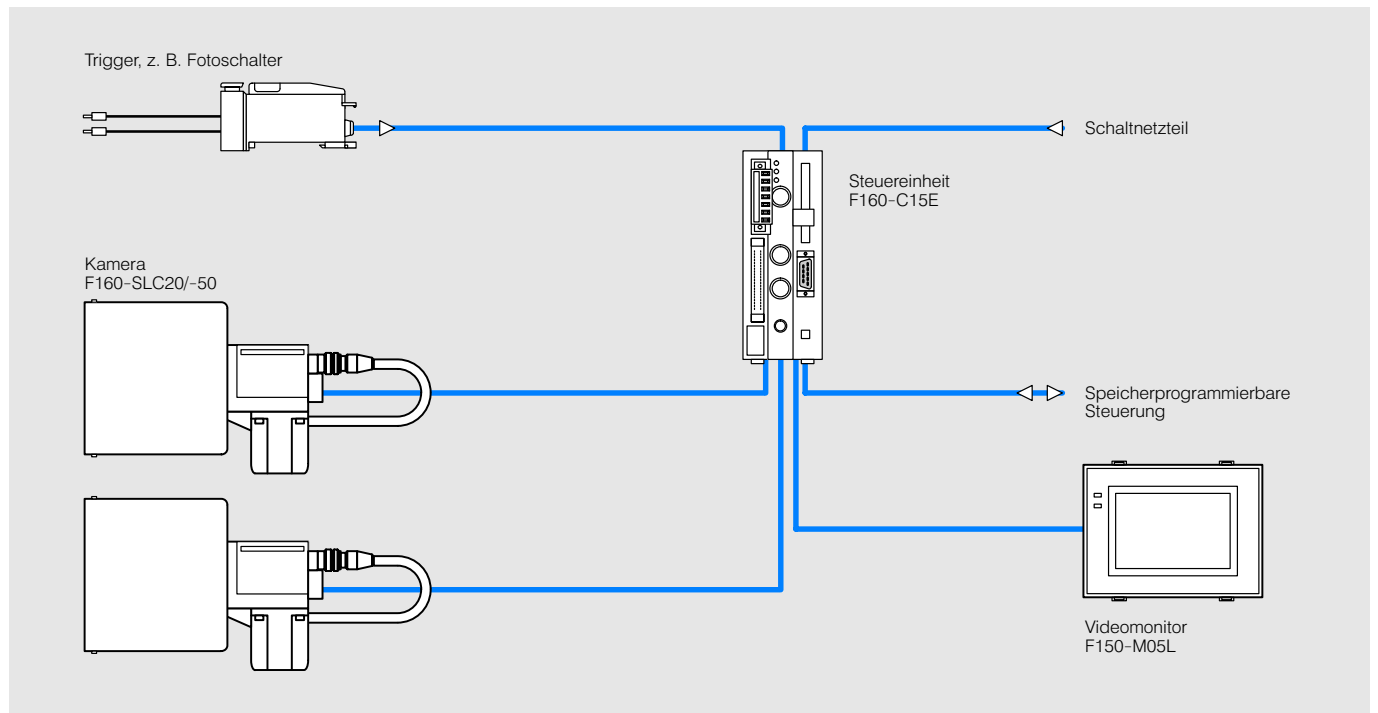 Trigger, z. B. Fotoschalter
Schaltnetzteil
Steuereinheit
F160-C15E
Kamera
F160-SLC20/-50
Speicherprogrammierbare
Steuerung
Videomonitor
F150-M05L